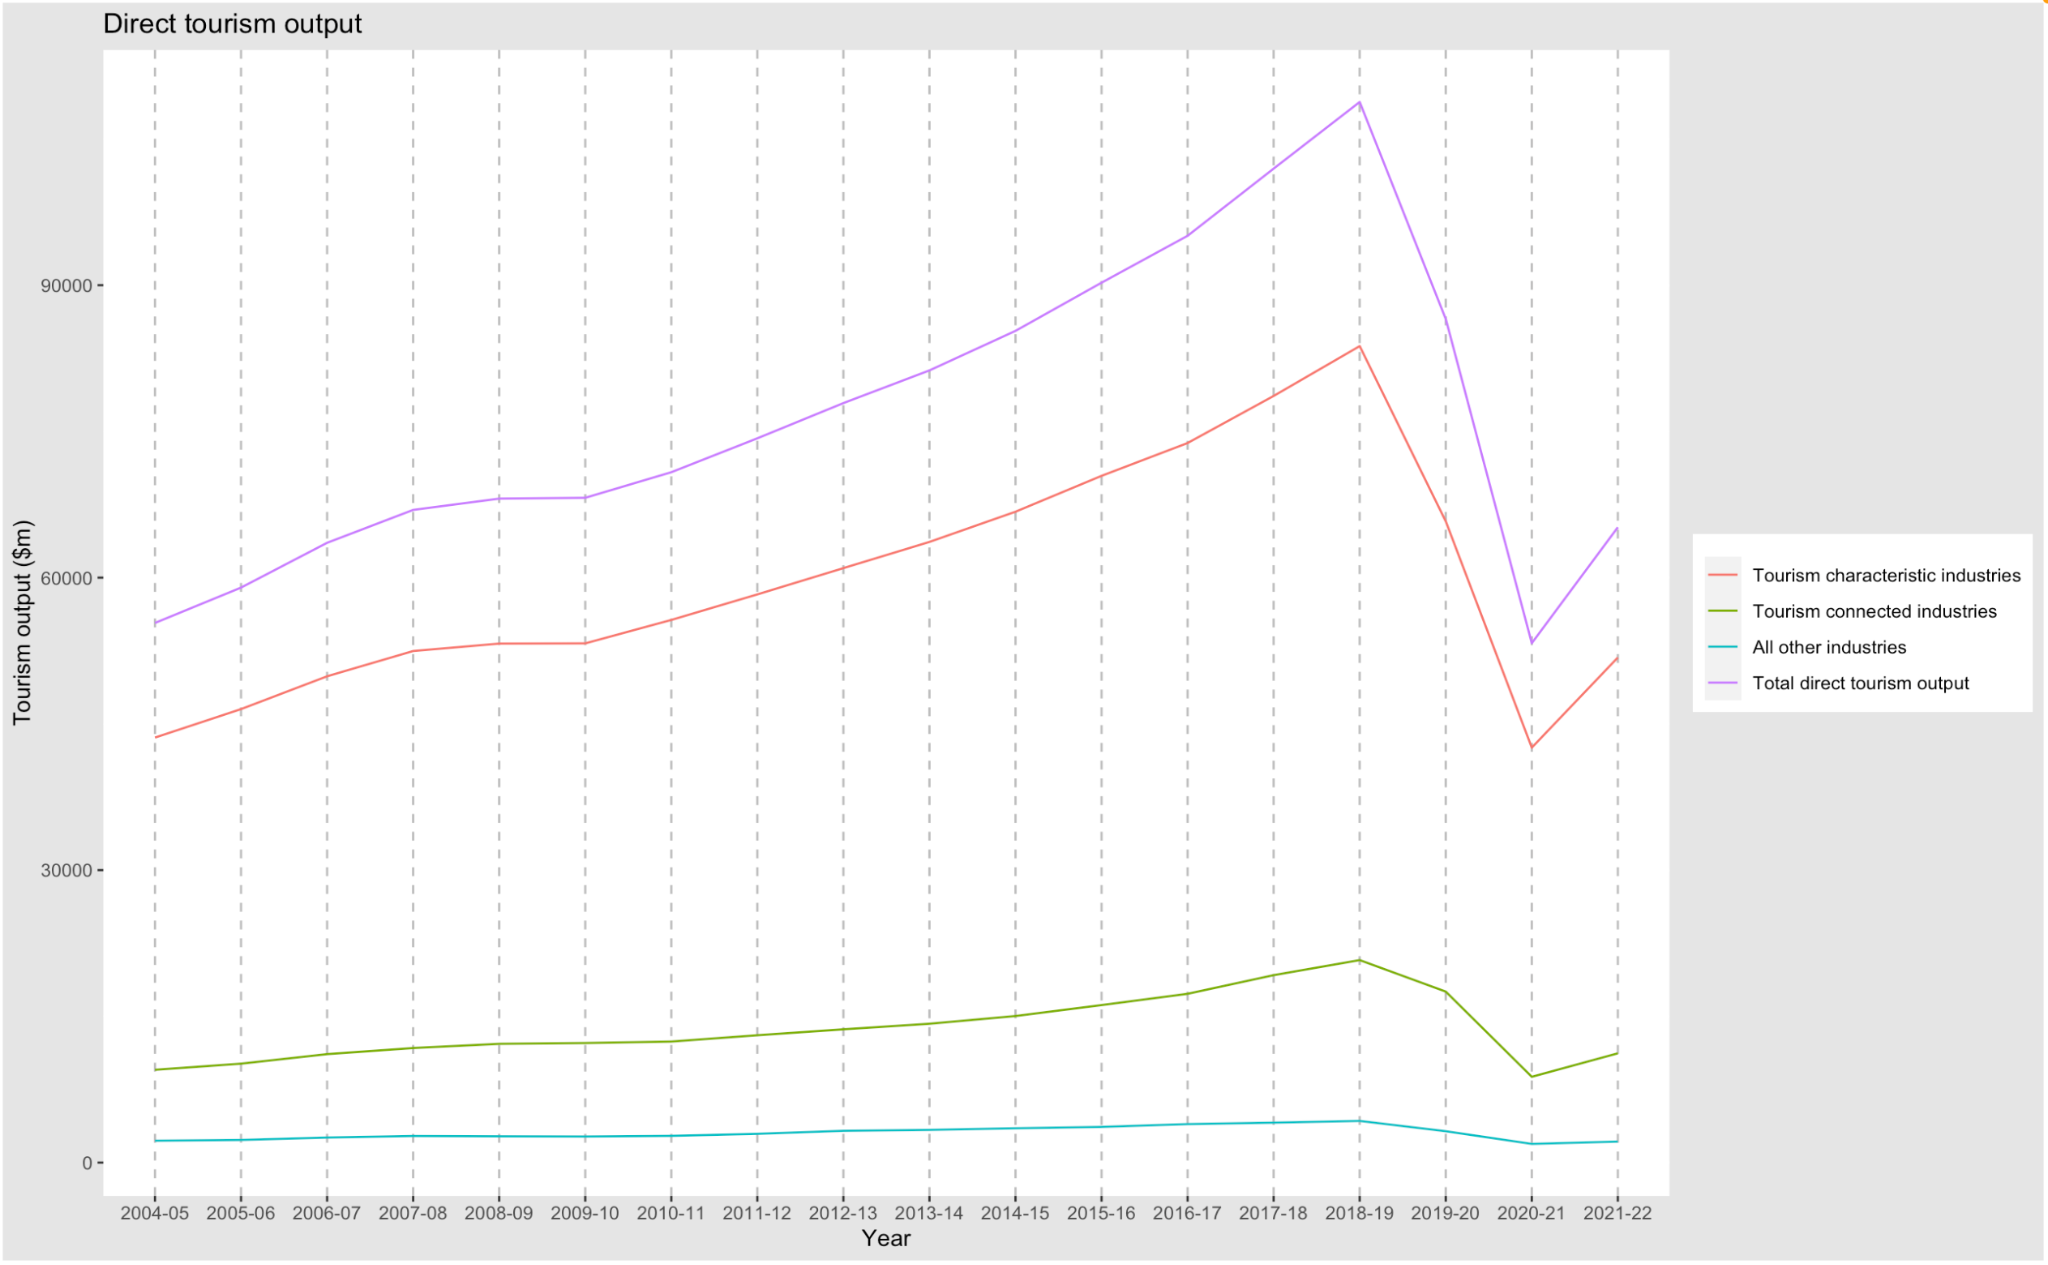 Direct tourism output
Tourism output ($m)
90000
60000
30000
0
2004-05 2005-06 2006-07 2007-08 2008-09 2009-10 2010-11 2011-12 2012-13 2013-14 2014-15 2015-16 2016-17 2017-18 2018-19 2019-20 2020-21 2021-22
Year
Tourism characteristic industries
Tourism connected industries
All other industries
Total direct tourism output